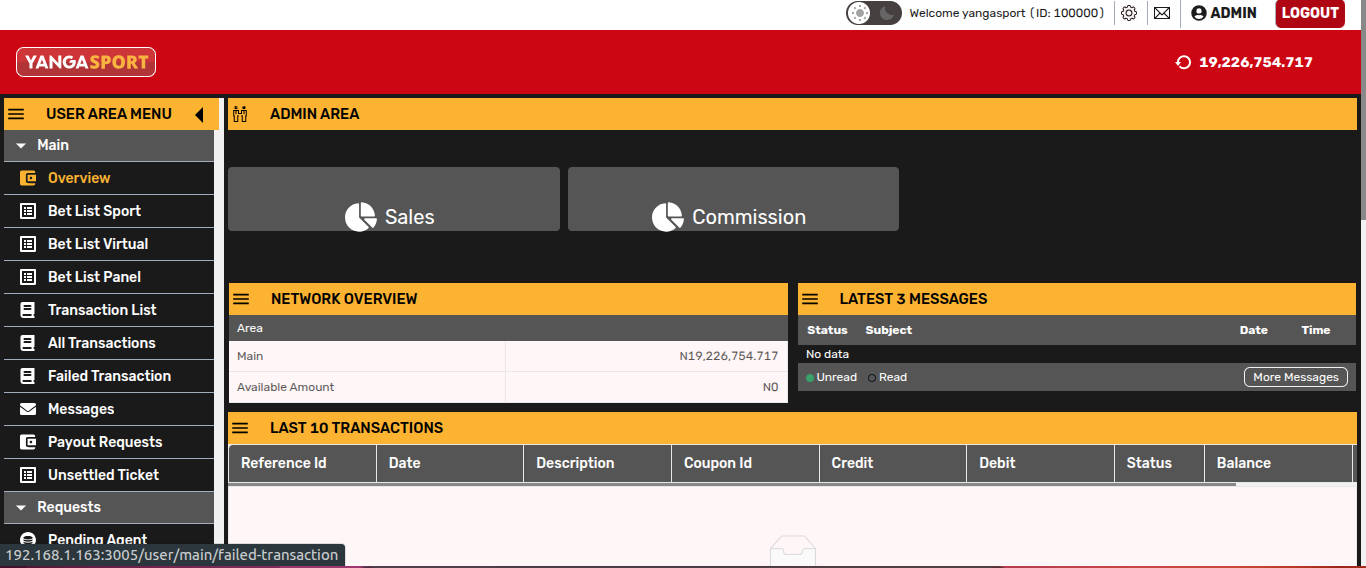 Welcome yangasport (ID: 100000)
ADMIN
LOGOUT
YANGASPORT
19,226,754.717
USER AREA MENU
ADMIN AREA
Main
Overview
Bet List Sport
Bet List Virtual
Bet List Panel
Transaction List
All Transactions
Failed Transaction
Messages
Payout Requests
Unsettled Ticket
Requests
Pending Agent
192.168.1.163:3005/user/main/failed-transaction
Sales
Commission
NETWORK OVERVIEW
Area
Main N19,226,754.717
Available Amount N0
LATEST 3 MESSAGES
Status Subject Date Time
No data
Unread Read More Messages
LAST 10 TRANSACTIONS
Reference Id Date Description Coupon Id Credit Debit Status Balance